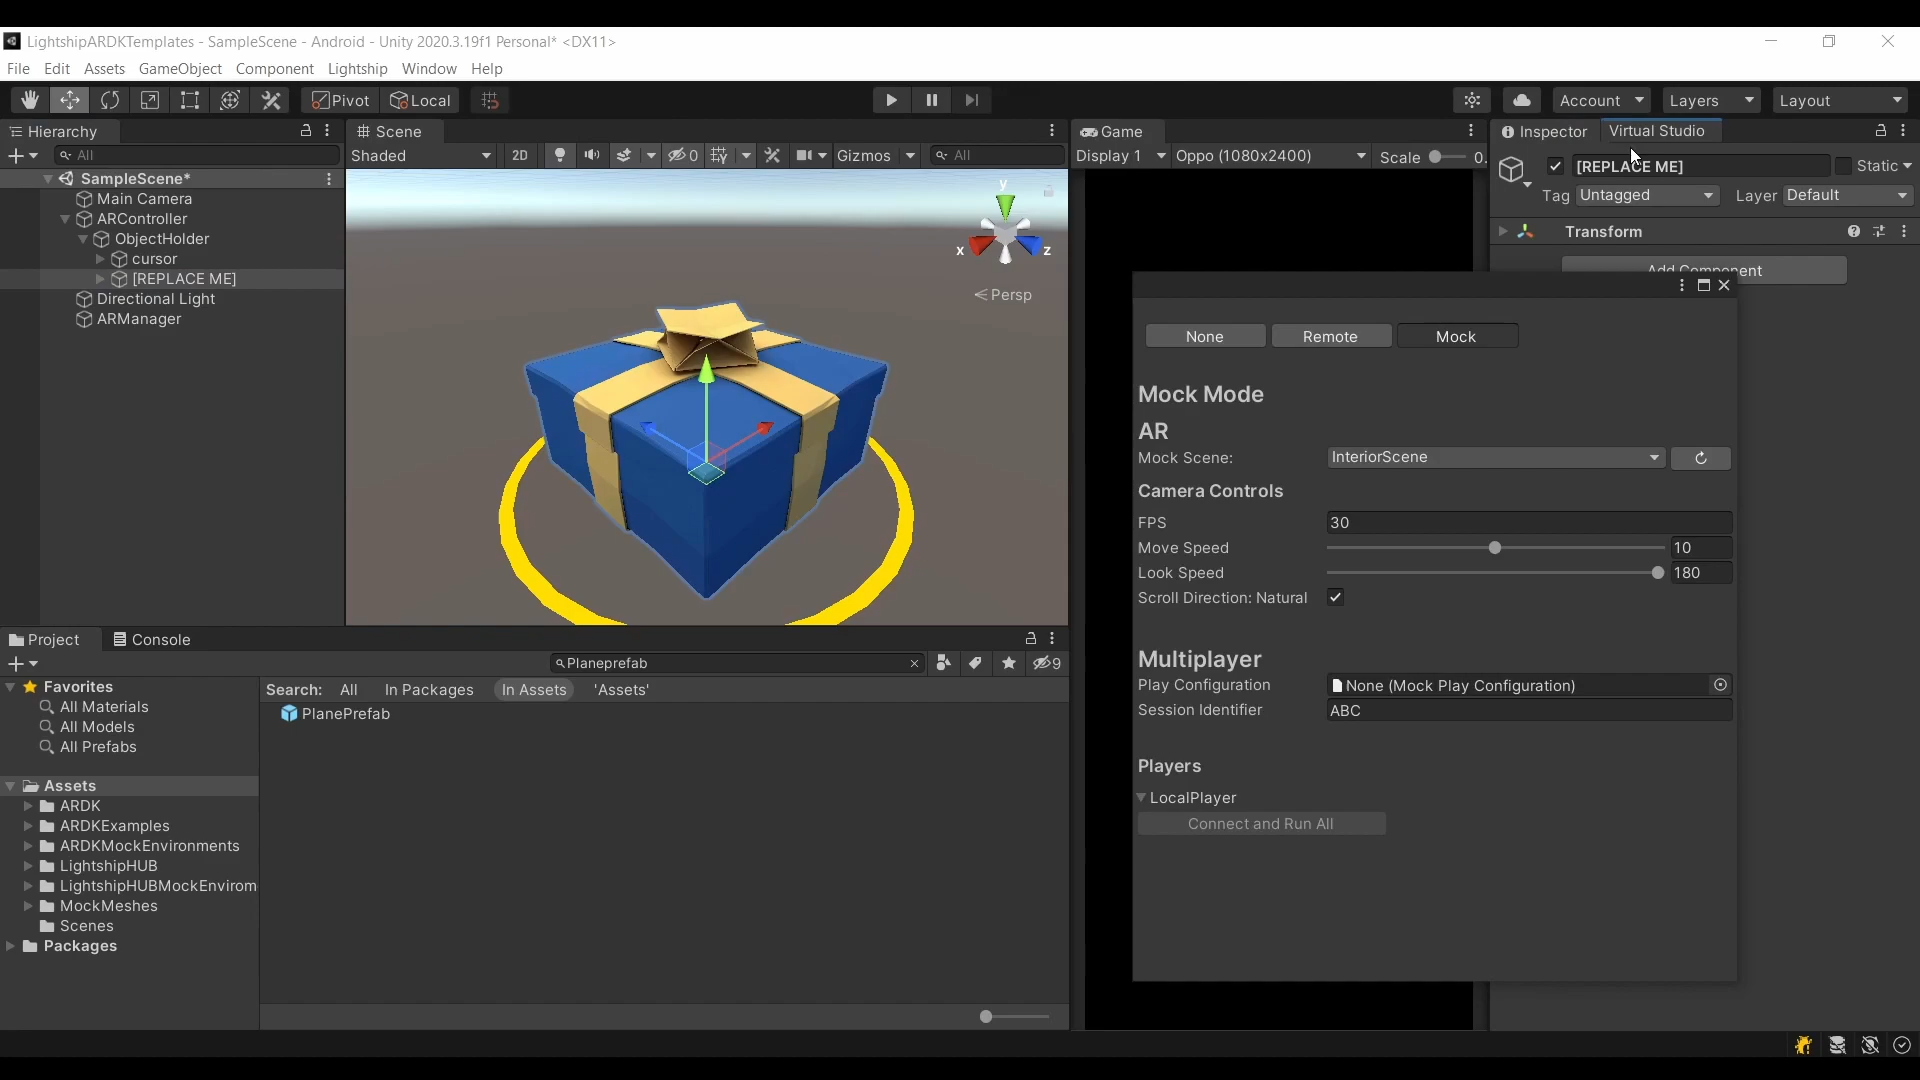 LightshipARDKTemplates - SampleScene - Android - Unity 2020.3.19f1 Personal* <DX11>
File Edit Assets GameObject Component Lightship Window Help
Pivot Local Account Layers Layout
Hierarchy
All
SampleScene*
Main Camera
ARController
ObjectHolder
cursor
[REPLACE ME]
Directional Light
ARManager
Scene
Shaded 2D 0 Gizmos All
y
x z
Persp
Game
Display 1 Oppo (1080x2400) Scale 0.
Inspector Virtual Studio
[REPLACE ME] Static
Tag Untagged Layer Default
Transform
Add Component
None Remote Mock
Mock Mode
AR
Mock Scene: InteriorScene
Camera Controls
FPS 30
Move Speed 10
Look Speed 180
Scroll Direction: Natural
Multiplayer
Play Configuration None (Mock Play Configuration)
Session Identifier ABC
Players
LocalPlayer
Connect and Run All
Project Console
Planeprefab 9
Favorites
All Materials
All Models
All Prefabs
Assets
ARDK
ARDKExamples
ARDKMockEnvironments
LightshipHUB
LightshipHUBMockEnvirom
MockMeshes
Scenes
Packages
Search: All In Packages In Assets 'Assets'
PlanePrefab